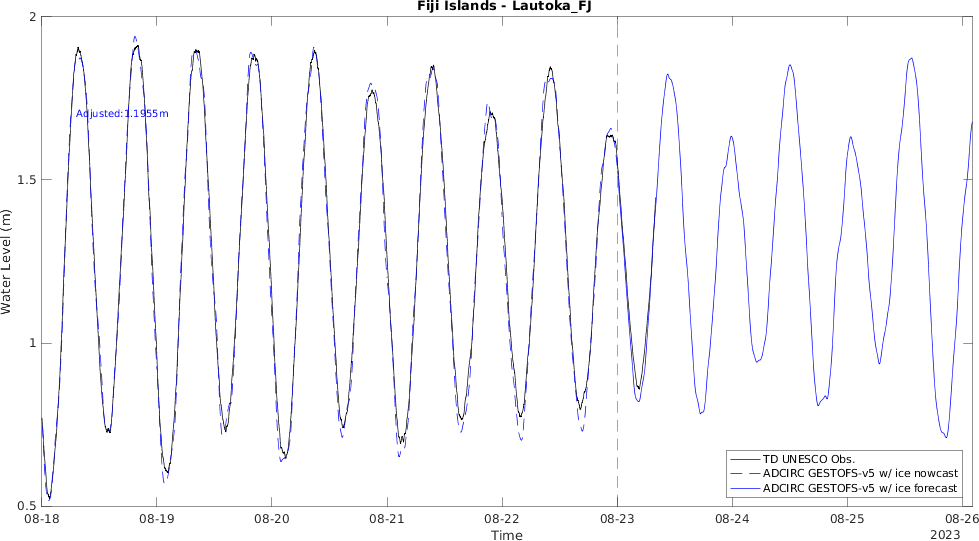 Fiji Islands - Lautoka_FJ
2
1.5
1
0.5
Water Level (m)
Adjusted:1.1955m
TD UNESCO Obs.
ADCIRC GESTOFS-v5 w/ ice nowcast
ADCIRC GESTOFS-v5 w/ ice forecast
08-18 08-19 08-20 08-21 08-22 08-23 08-24 08-25 08-26
Time
2023